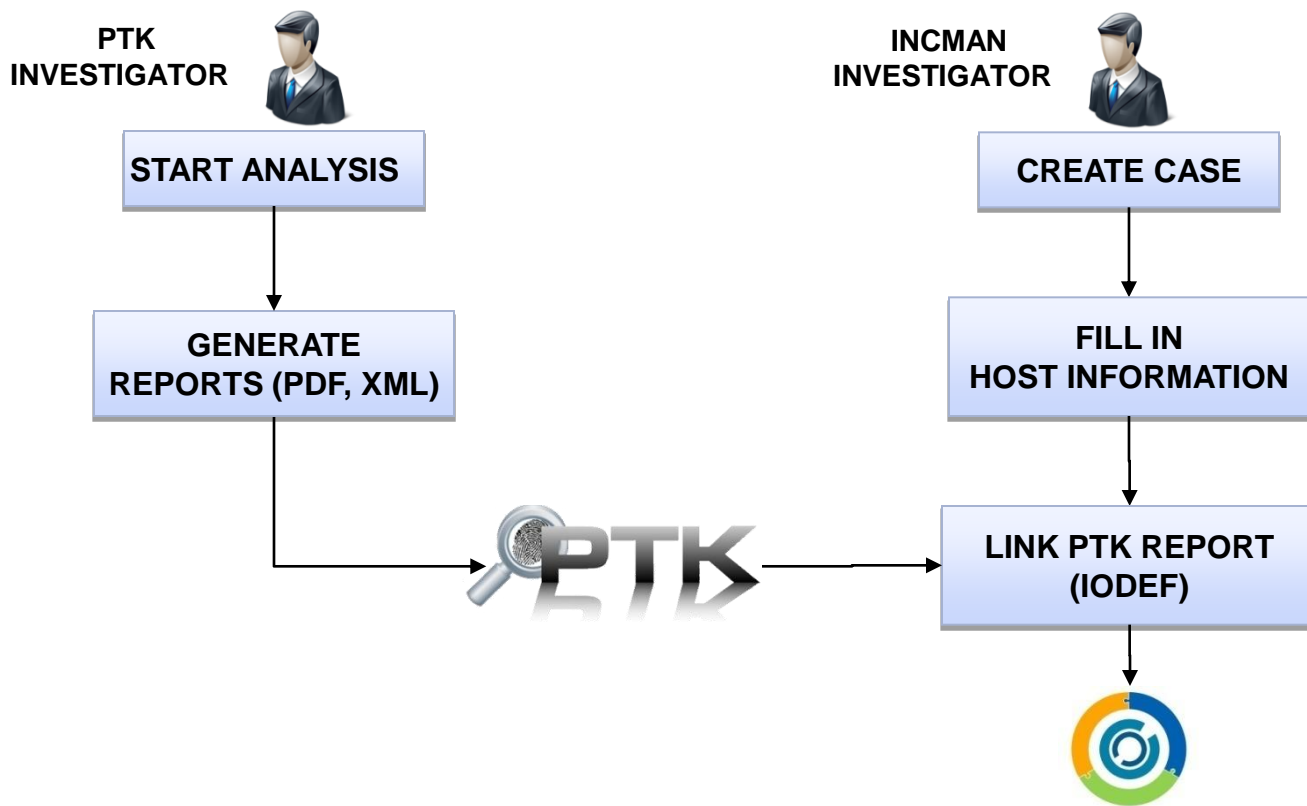 PTK
INVESTIGATOR
START ANALYSIS
GENERATE
REPORTS (PDF, XML)
PTK
INCMAN
INVESTIGATOR
CREATE CASE
FILL IN
HOST INFORMATION
LINK PTK REPORT
(IODEF)